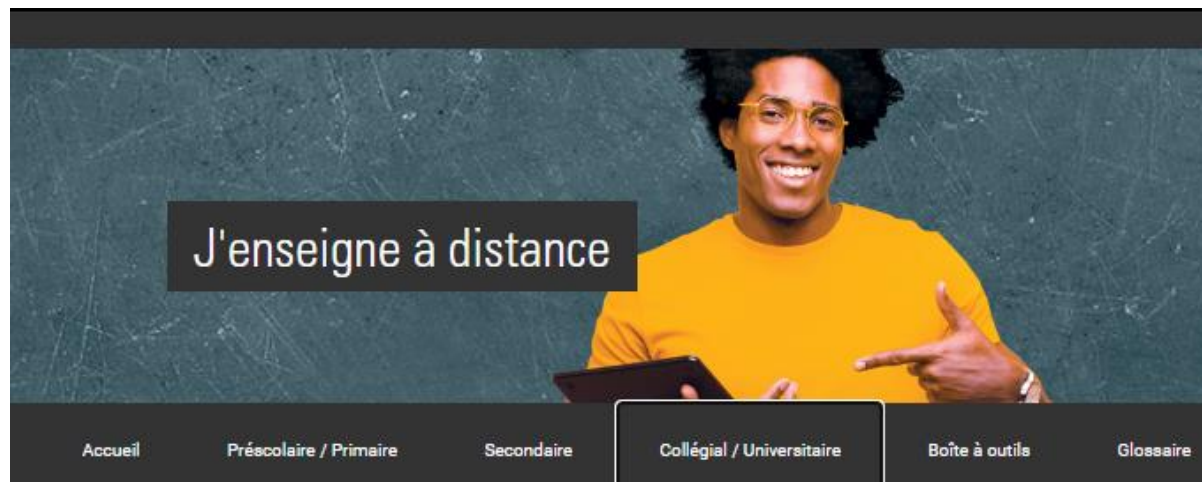 J'enseigne à distance
Accueil Préscolaire / Primaire Secondaire Collégial / Universitaire Boîte à outils Glossaire